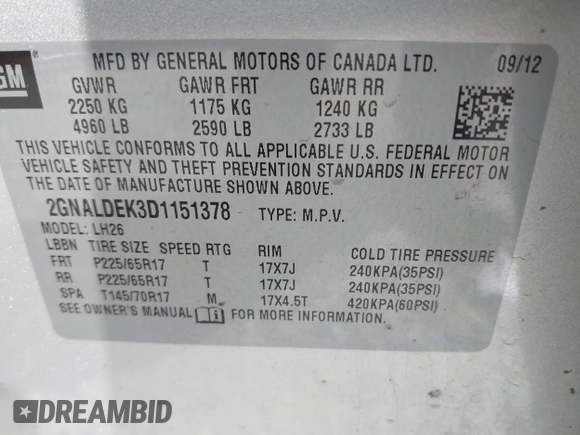 GM
MFD BY GENERAL MOTORS OF CANADA LTD. 09/12
GVWR GAWR FRT GAWR RR
2250 KG 1175 KG 1240 KG
4960 LB 2590 LB 2733 LB
THIS VEHICLE CONFORMS TO ALL APPLICABLE U.S. FEDERAL MOTOR
VEHICLE SAFETY AND THEFT PREVENTION STANDARDS IN EFFECT ON
THE DATE OF MANUFACTURE SHOWN ABOVE.
2GNALDEK3D1151378 TYPE: M.P.V.
MODEL: LH26
LBBN TIRE SIZE SPEED RTG RIM COLD TIRE PRESSURE
FRT P225/65R17 T 17X7J 240KPA(35PSI)
RR P225/65R17 T 17X7J 240KPA(35PSI)
SPA T145/70R17 M 17X4.5T 420KPA(60PSI)
SEE OWNER'S MANUAL FOR MORE INFORMATION.
DREAMBID